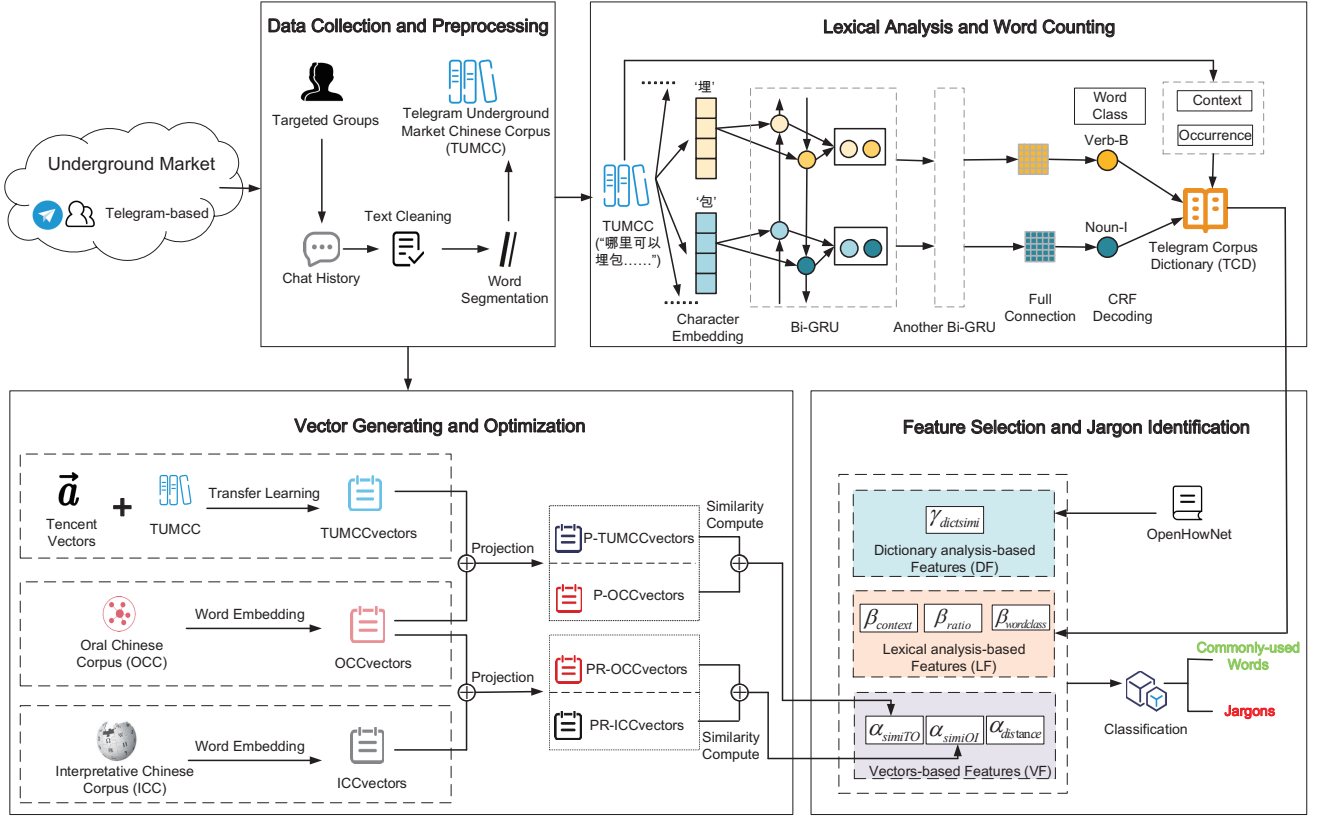 Underground Market
Telegram-based
Data Collection and Preprocessing
Targeted Groups
Telegram Underground
Market Chinese Corpus
(TUMCC)
Text Cleaning
Chat History
Word
Segmentation
Lexical Analysis and Word Counting
TUMCC
(“哪里可以
埋包……”)
‘埋’
‘包’
Character
Embedding
Bi-GRU
Another Bi-GRU
Full
Connection
CRF
Decoding
Word
Class
Verb-B
Noun-I
Context
Occurrence
Telegram Corpus
Dictionary (TCD)
Vector Generating and Optimization
a
+
Tencent
Vectors
TUMCC
Transfer Learning
TUMCCvectors
Oral Chinese
Corpus (OCC)
Word Embedding
OCCvectors
Interpretative Chinese
Corpus (ICC)
Word Embedding
ICCvectors
Projection
Projection
P-TUMCCvectors
P-OCCvectors
PR-OCCvectors
PR-ICCvectors
Similarity
Compute
Similarity
Compute
Feature Selection and Jargon Identification
γdictsimi
Dictionary analysis-based
Features (DF)
βcontext βratio βwordclass
Lexical analysis-based
Features (LF)
αsimiTO αsimiOI αdistance
Vectors-based Features (VF)
OpenHowNet
Classification
Commonly-used
Words
Jargons